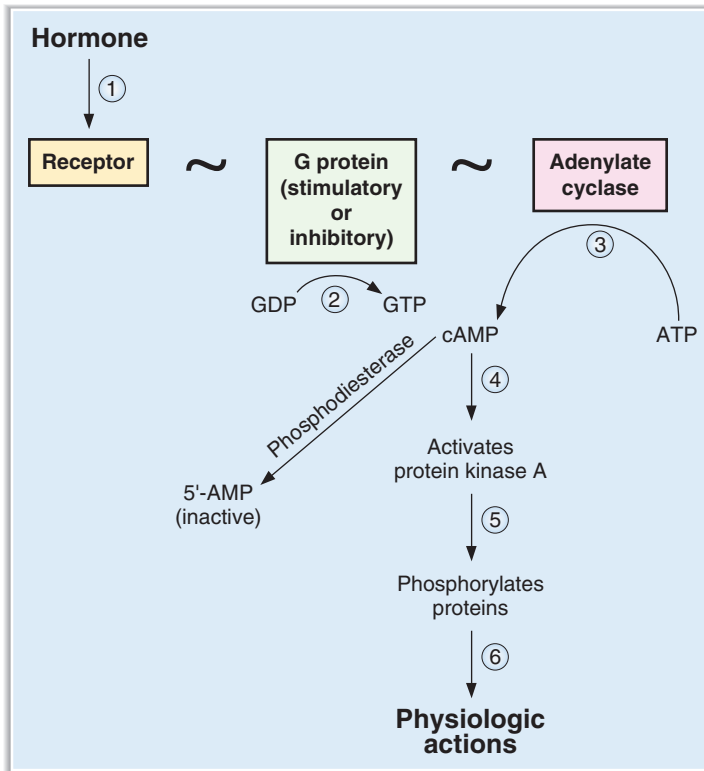 Hormone
①
Receptor
~
G protein
(stimulatory
or
inhibitory)
~
Adenylate
cyclase
③
GDP
②
GTP
cAMP
ATP
Phosphodiesterase
④
Activates
protein kinase A
5'-AMP
(inactive)
⑤
Phosphorylates
proteins
⑥
Physiologic
actions